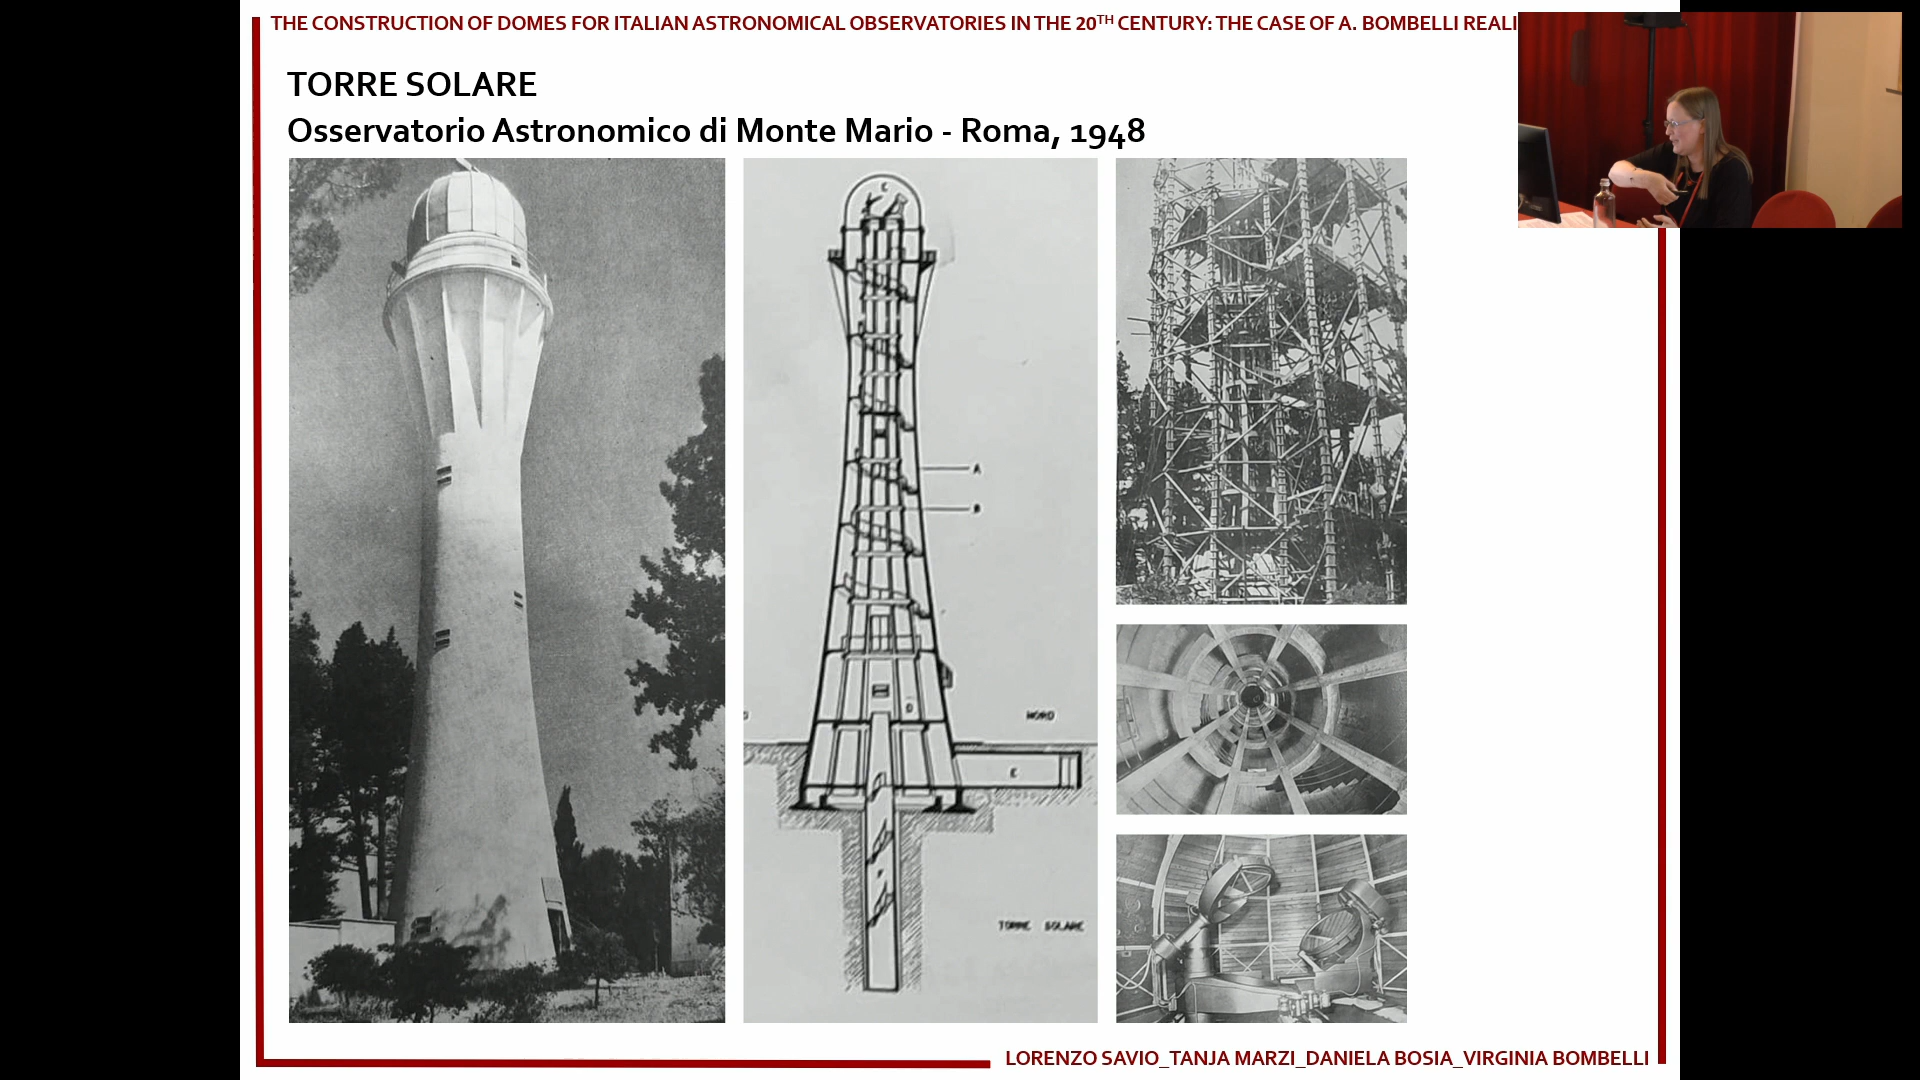 THE CONSTRUCTION OF DOMES FOR ITALIAN ASTRONOMICAL OBSERVATORIES IN THE 20TH CENTURY: THE CASE OF A. BOMBELLI REALI
TORRE SOLARE
Osservatorio Astronomico di Monte Mario - Roma, 1948
C
A
B
D
NORD
E
TORRE SOLARE
LORENZO SAVIO_TANJA MARZI_DANIELA BOSIA_VIRGINIA BOMBELLI